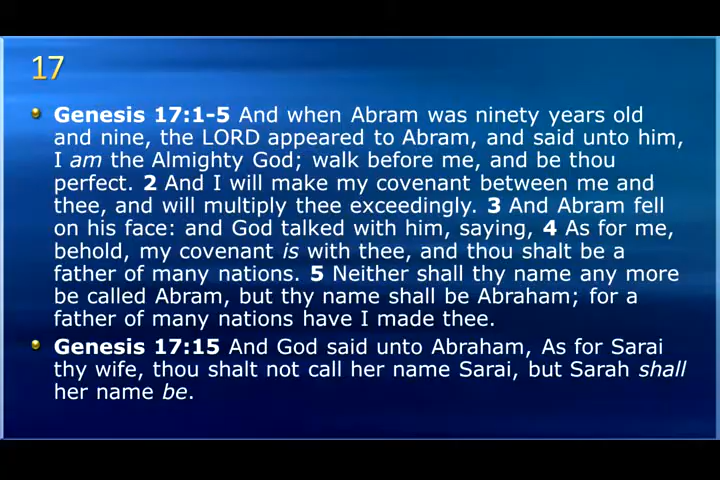 17
Genesis 17:1-5 And when Abram was ninety years old
and nine, the LORD appeared to Abram, and said unto him,
I am the Almighty God; walk before me, and be thou
perfect. 2 And I will make my covenant between me and
thee, and will multiply thee exceedingly. 3 And Abram fell
on his face: and God talked with him, saying, 4 As for me,
behold, my covenant is with thee, and thou shalt be a
father of many nations. 5 Neither shall thy name any more
be called Abram, but thy name shall be Abraham; for a
father of many nations have I made thee.
Genesis 17:15 And God said unto Abraham, As for Sarai
thy wife, thou shalt not call her name Sarai, but Sarah shall
her name be.